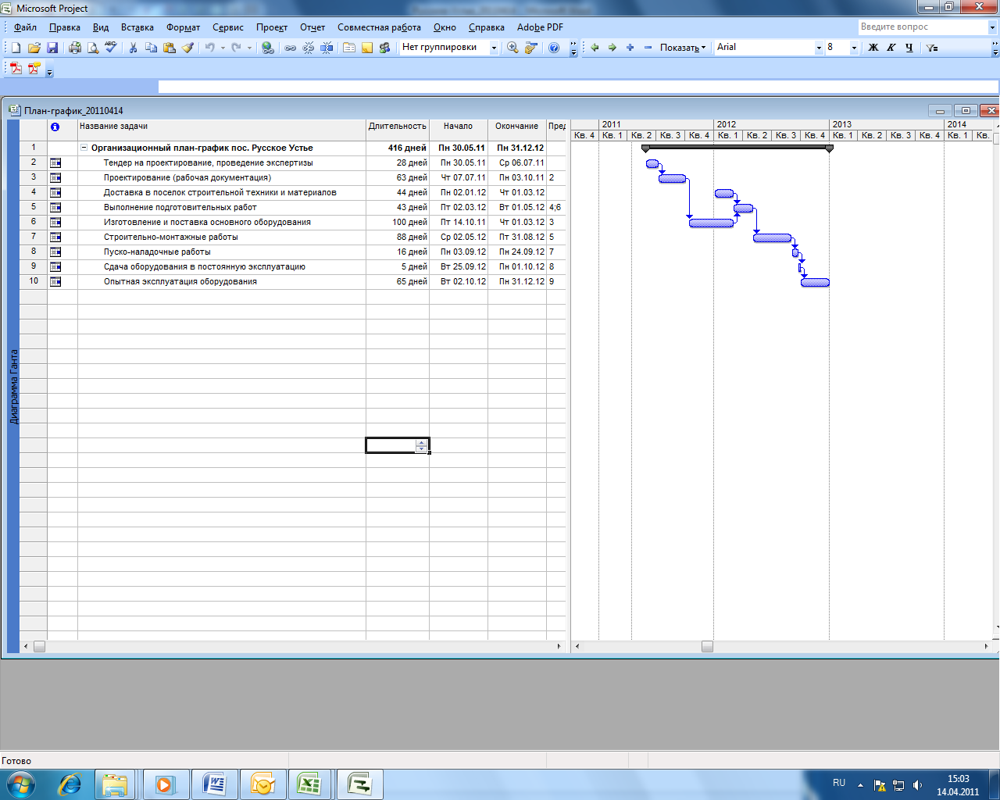 Microsoft Project
Файл Правка Вид Вставка Формат Сервис Проект Отчет Совместная работа Окно Справка Adobe PDF Введите вопрос
ABC Нет группировки Показать Arial 8 Ж К Ч
План-график_20110414
Название задачи Длительность Начало Окончание Пред 2011 2012 2013 2014
Кв. 4 Кв. 1 Кв. 2 Кв. 3 Кв. 4 Кв. 1 Кв. 2 Кв. 3 Кв. 4 Кв. 1 Кв. 2 Кв. 3 Кв. 4 Кв. 1 Кв.
1 Организационный план-график пос. Русское Устье 416 дней Пн 30.05.11 Пн 31.12.12
2 Тендер на проектирование, проведение экспертизы 28 дней Пн 30.05.11 Ср 06.07.11
3 Проектирование (рабочая документация) 63 дней Чт 07.07.11 Пн 03.10.11 2
4 Доставка в поселок строительной техники и материалов 44 дней Пн 02.01.12 Чт 01.03.12
5 Выполнение подготовительных работ 43 дней Пт 02.03.12 Вт 01.05.12 4;6
6 Изготовление и поставка основного оборудования 100 дней Пт 14.10.11 Чт 01.03.12 3
7 Строительно-монтажные работы 88 дней Ср 02.05.12 Пт 31.08.12 5
8 Пуско-наладочные работы 16 дней Пн 03.09.12 Пн 24.09.12 7
9 Сдача оборудования в постоянную эксплуатацию 5 дней Вт 25.09.12 Пн 01.10.12 8
10 Опытная эксплуатация оборудования 65 дней Вт 02.10.12 Пн 31.12.12 9
Диаграмма Ганта
Готово
RU 15:03
14.04.2011